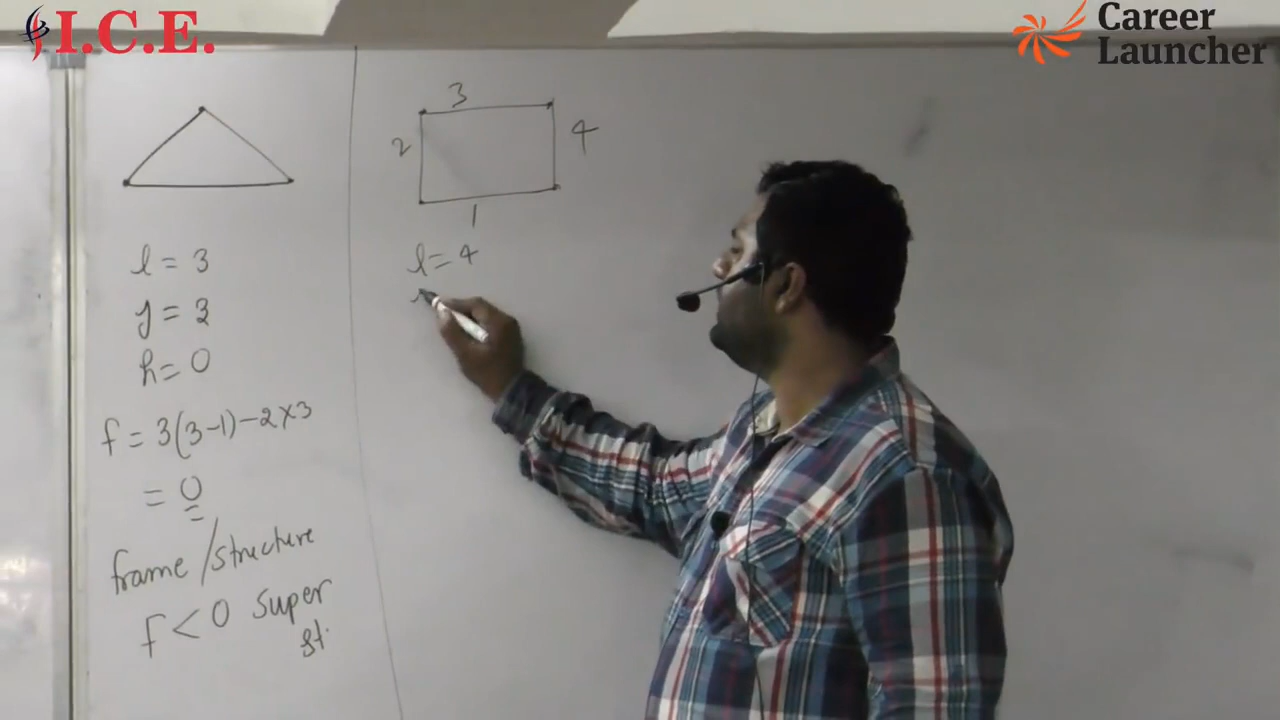 I.C.E.
Career
Launcher
l = 3
j = 3
h = 0
f = 3(3-1)-2×3
= 0
frame/structure
f < 0 super
st.
3
2
4
1
l = 4